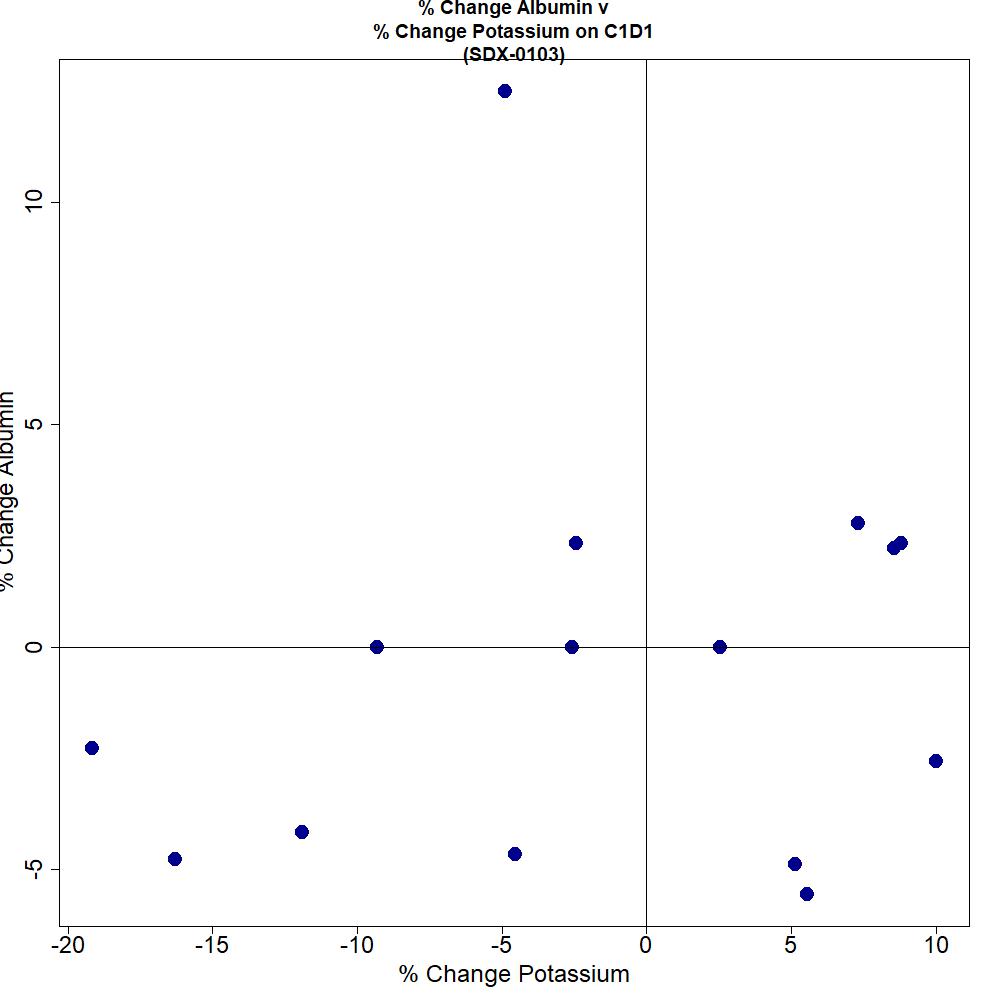 % Change Albumin v
% Change Potassium on C1D1
(SDX-0103)
10
5
0
-5
% Change Albumin
-20 -15 -10 -5 0 5 10
% Change Potassium